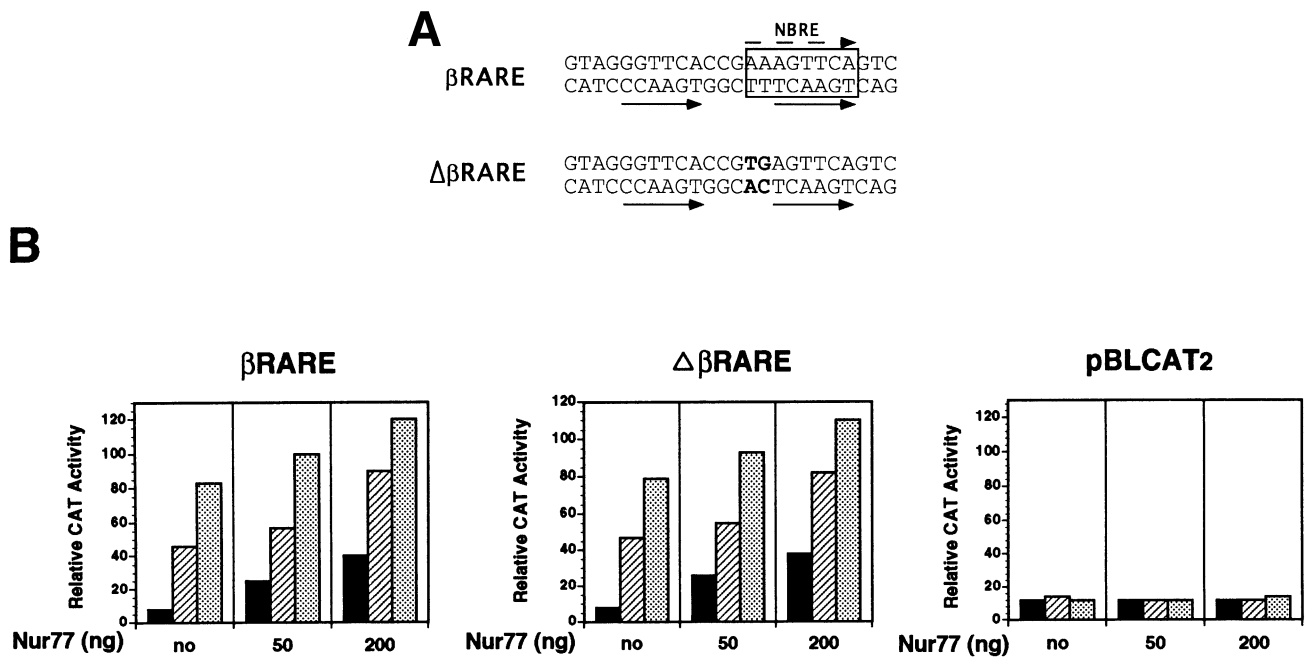 A
NBRE
βRARE
GTAGGGTTCACCGAAAGTTCAGTC
CATCCCAAGTGGCTTTCAAGTCAG
ΔβRARE
GTAGGGTTCACCGTGAGTTCAGTC
CATCCCAAGTGGCACTCAAGTCAG
B
βRARE
Relative CAT Activity
120
100
80
60
40
20
0
Nur77 (ng) no 50 200
ΔβRARE
Relative CAT Activity
120
100
80
60
40
20
0
Nur77 (ng) no 50 200
pBLCAT2
Relative CAT Activity
120
100
80
60
40
20
0
Nur77 (ng) no 50 200